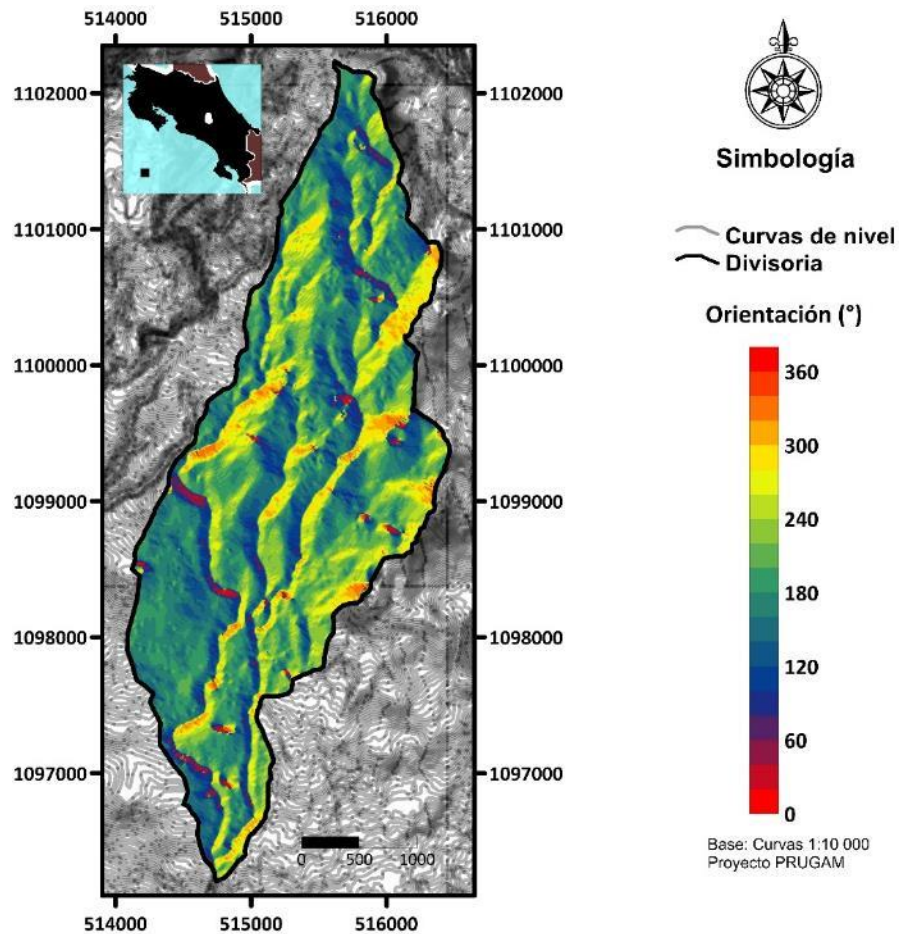 514000 515000 516000
1102000 1102000
1101000 1101000
1100000 1100000
1099000 1099000
1098000 1098000
1097000 1097000
0 500 1000
514000 515000 516000
Simbología
Curvas de nivel
Divisoria
Orientación (°)
360
300
240
180
120
60
0
Base: Curvas 1:10 000
Proyecto PRUGAM